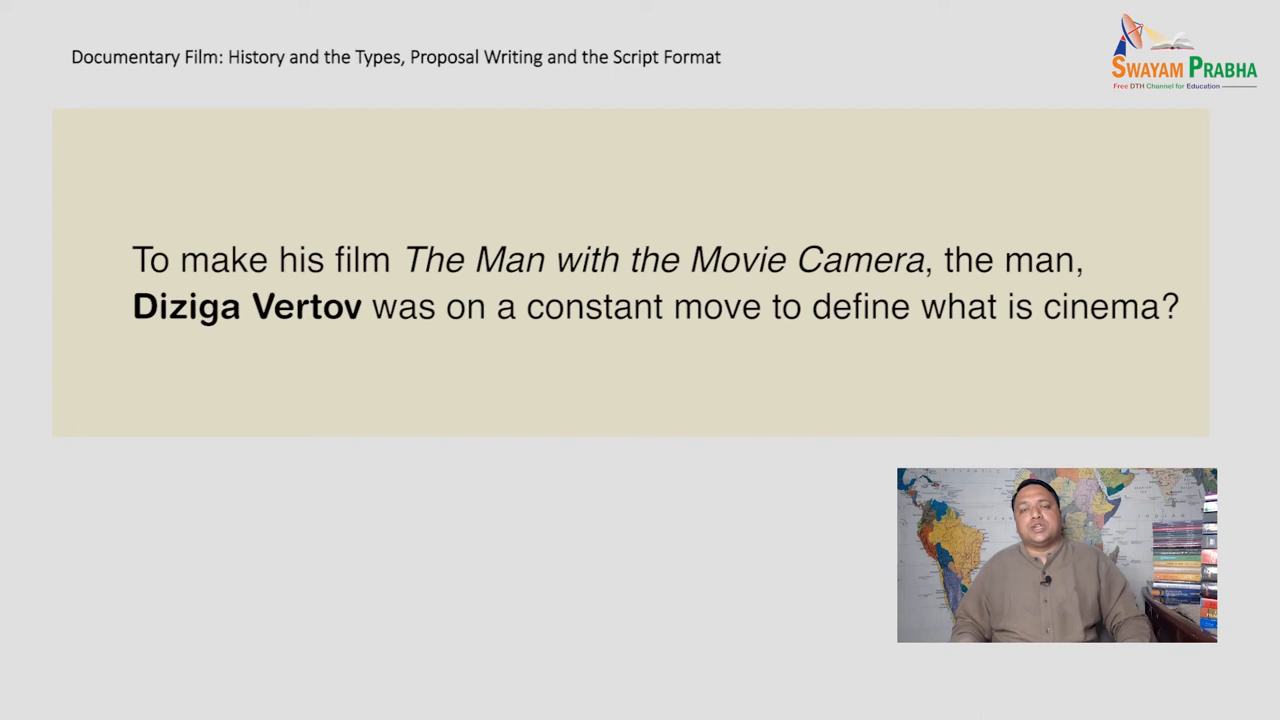 Documentary Film: History and the Types, Proposal Writing and the Script Format
SWAYAM PRABHA
Free DTH Channel for Education
To make his film The Man with the Movie Camera, the man,
Diziga Vertov was on a constant move to define what is cinema?